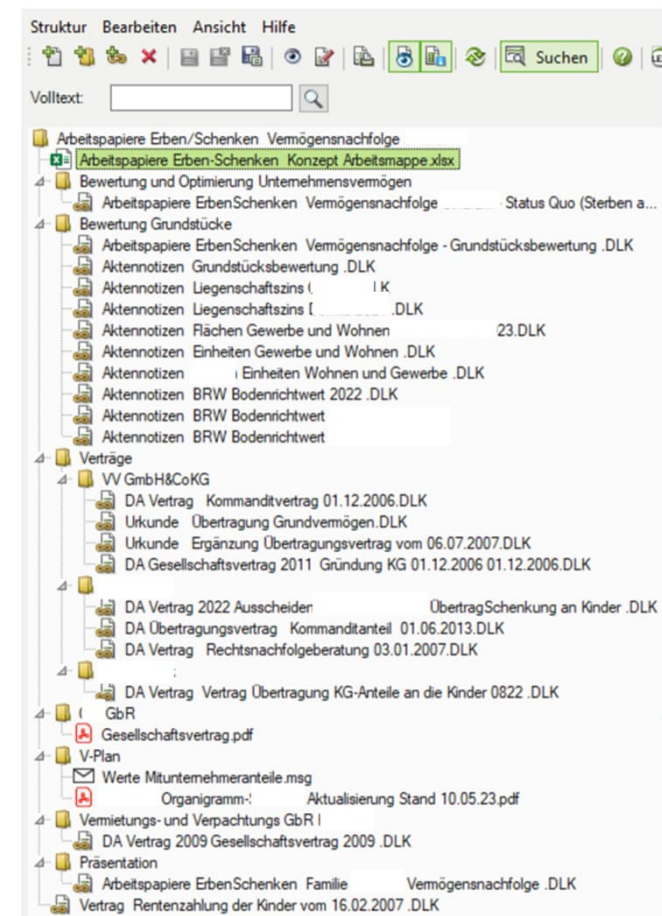 Struktur Bearbeiten Ansicht Hilfe
Suchen
Volltext:
Arbeitspapiere Erben/Schenken Vermögensnachfolge
Arbeitspapiere Erben-Schenken Konzept Arbeitsmappe.xlsx
Bewertung und Optimierung Unternehmensvermögen
Arbeitspapiere ErbenSchenken Vermögensnachfolge - Status Quo (Sterben a...
Bewertung Grundstücke
Arbeitspapiere ErbenSchenken Vermögensnachfolge - Grundstücksbewertung .DLK
Aktennotizen Grundstücksbewertung .DLK
Aktennotizen Liegenschaftszins
Aktennotizen Liegenschaftszins .DLK
Aktennotizen Flächen Gewerbe und Wohnen 23.DLK
Aktennotizen Einheiten Gewerbe und Wohnen .DLK
Aktennotizen Einheiten Wohnen und Gewerbe .DLK
Aktennotizen BRW Bodenrichtwert 2022 .DLK
Aktennotizen BRW Bodenrichtwert
Aktennotizen BRW Bodenrichtwert
Verträge
VV GmbH&CoKG
DA Vertrag Kommanditvertrag 01.12.2006.DLK
Urkunde Übertragung Grundvermögen.DLK
Urkunde Ergänzung Übertragungsvertrag vom 06.07.2007.DLK
DA Gesellschaftsvertrag 2011 Gründung KG 01.12.2006 01.12.2006.DLK
DA Vertrag 2022 Ausscheiden ÜbertragSchenkung an Kinder .DLK
DA Übertragungsvertrag Kommanditanteil 01.06.2013.DLK
DA Vertrag Rechtsnachfolgeberatung 03.01.2007.DLK
DA Vertrag Vertrag Übertragung KG-Anteile an die Kinder 0822 .DLK
GbR
Gesellschaftsvertrag.pdf
V-Plan
Werte Mitunternehmeranteile.msg
Organigramm- Aktualisierung Stand 10.05.23.pdf
Vermietungs- und Verpachtungs GbR
DA Vertrag 2009 Gesellschaftsvertrag 2009 .DLK
Präsentation
Arbeitspapiere ErbenSchenken Familie Vermögensnachfolge .DLK
Vertrag Rentenzahlung der Kinder vom 16.02.2007 .DLK